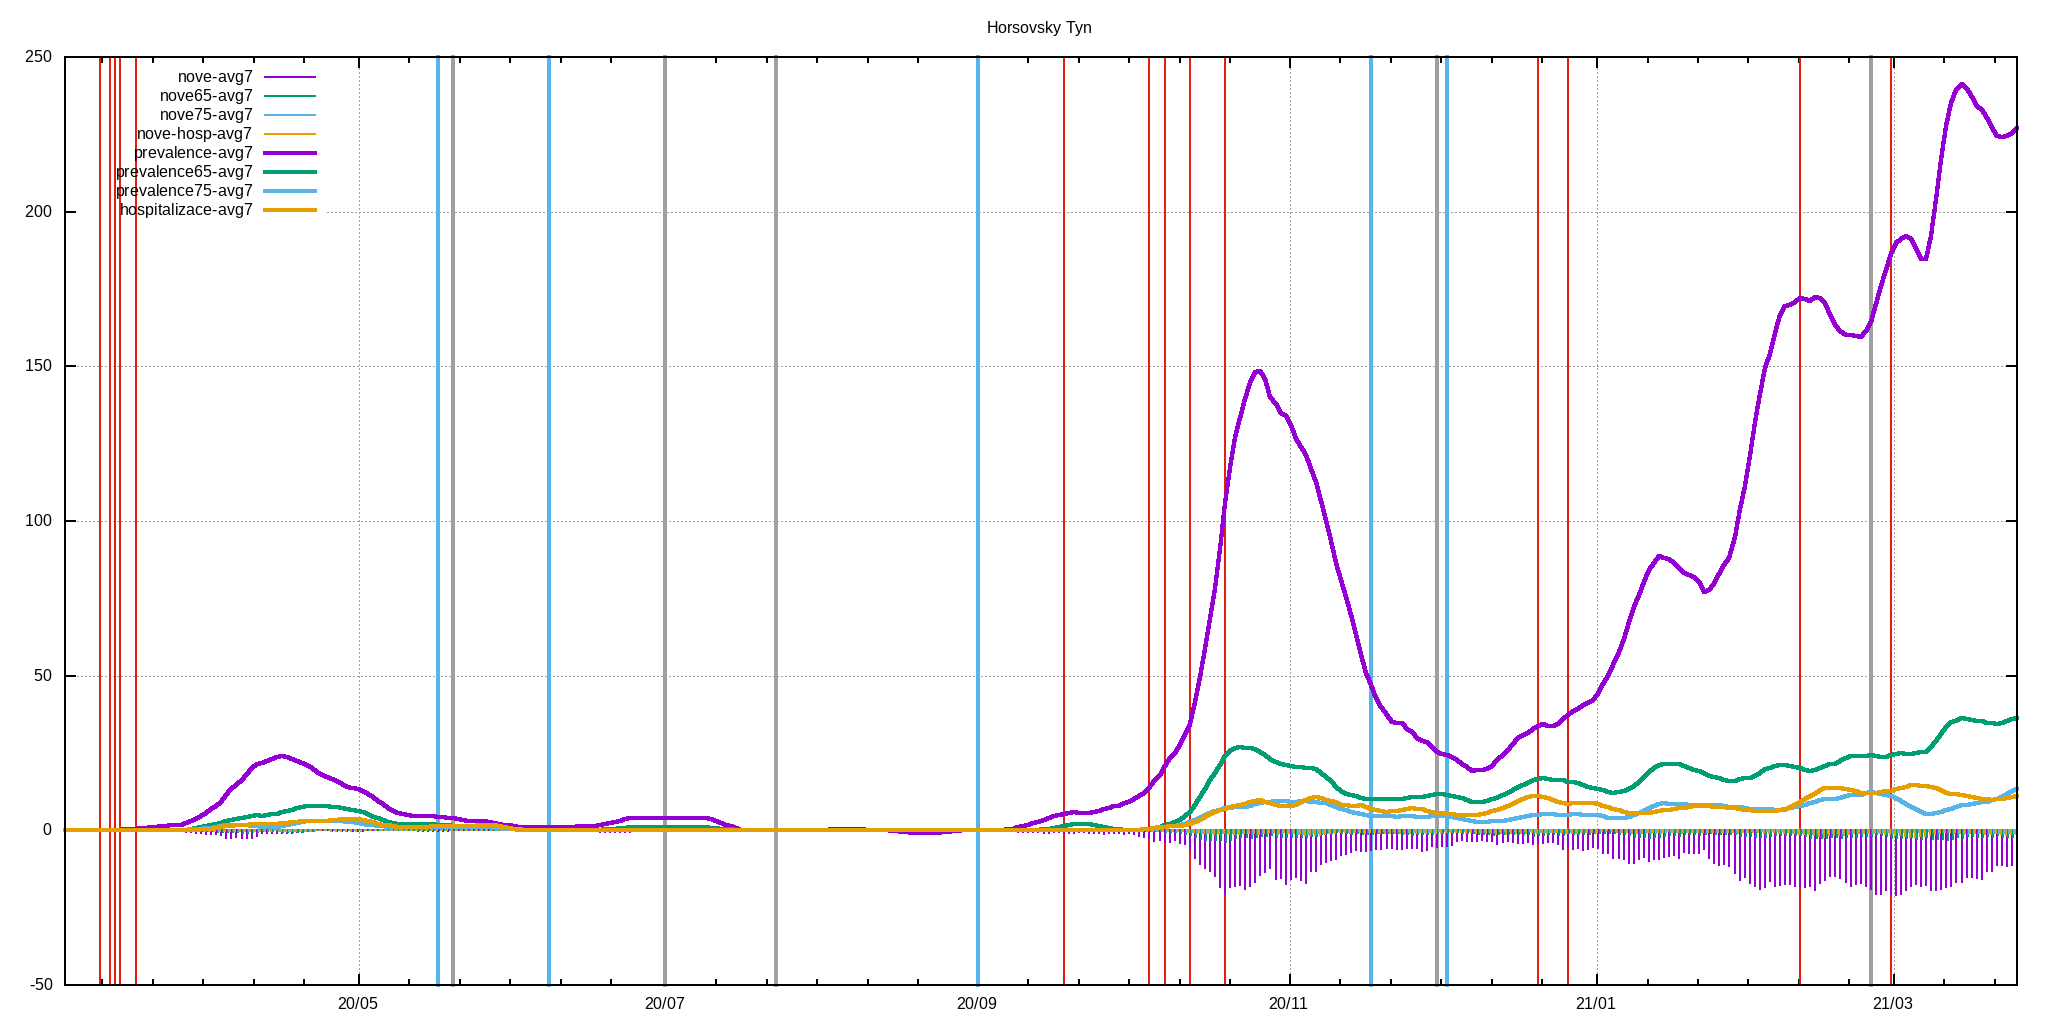 Horsovsky Tyn
250
200
150
100
50
0
-50
nove-avg7
nove65-avg7
nove75-avg7
nove-hosp-avg7
prevalence-avg7
prevalence65-avg7
prevalence75-avg7
hospitalizace-avg7
20/05 20/07 20/09 20/11 21/01 21/03